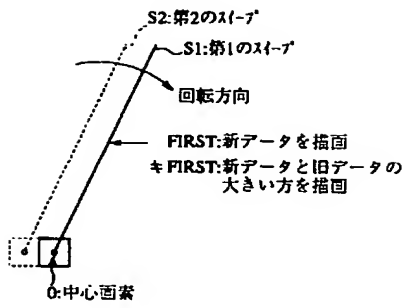 S2:第2のスイープ
S1:第1のスイープ
回転方向
FIRST:新データを描画
≠FIRST:新データと旧データの
大きい方を描画
0:中心画素